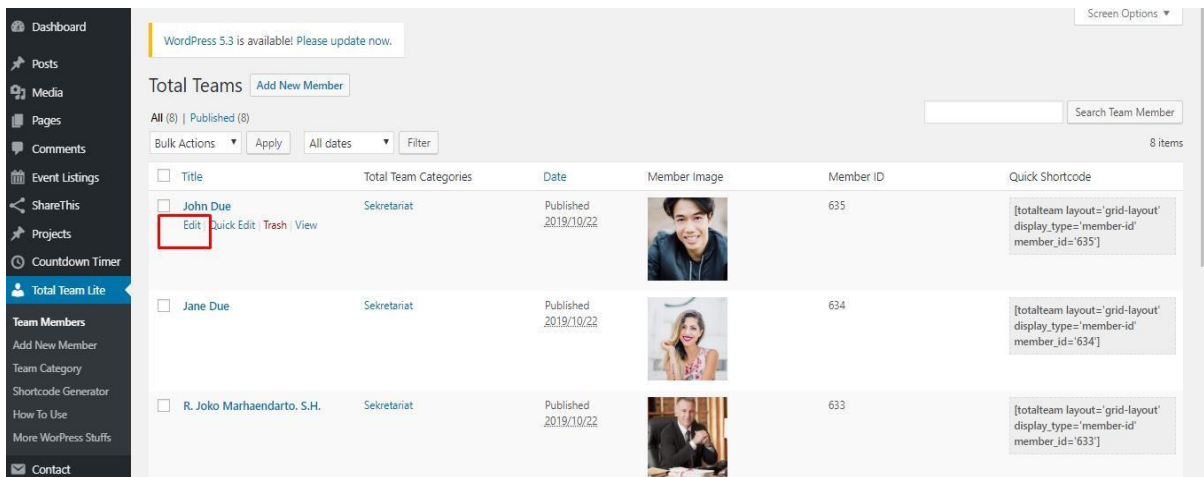 Screen Options ▼
Dashboard
Posts
Media
Pages
Comments
Event Listings
ShareThis
Projects
Countdown Timer
Total Team Lite
Team Members
Add New Member
Team Category
Shortcode Generator
How To Use
More WorPress Stuffs
Contact
WordPress 5.3 is available! Please update now.
Total Teams Add New Member
All (8) | Published (8)
Search Team Member
Bulk Actions ▼ Apply All dates ▼ Filter
8 items
Title Total Team Categories Date Member Image Member ID Quick Shortcode
John Due Sekretariat Published 635
Edit | Quick Edit | Trash | View
2019/10/22
[totalteam layout='grid-layout'
display_type='member-id'
member_id='635']
Jane Due Sekretariat Published 634
2019/10/22
[totalteam layout='grid-layout'
display_type='member-id'
member_id='634']
R. Joko Marhaendarto. S.H. Sekretariat Published 633
2019/10/22
[totalteam layout='grid-layout'
display_type='member-id'
member_id='633']